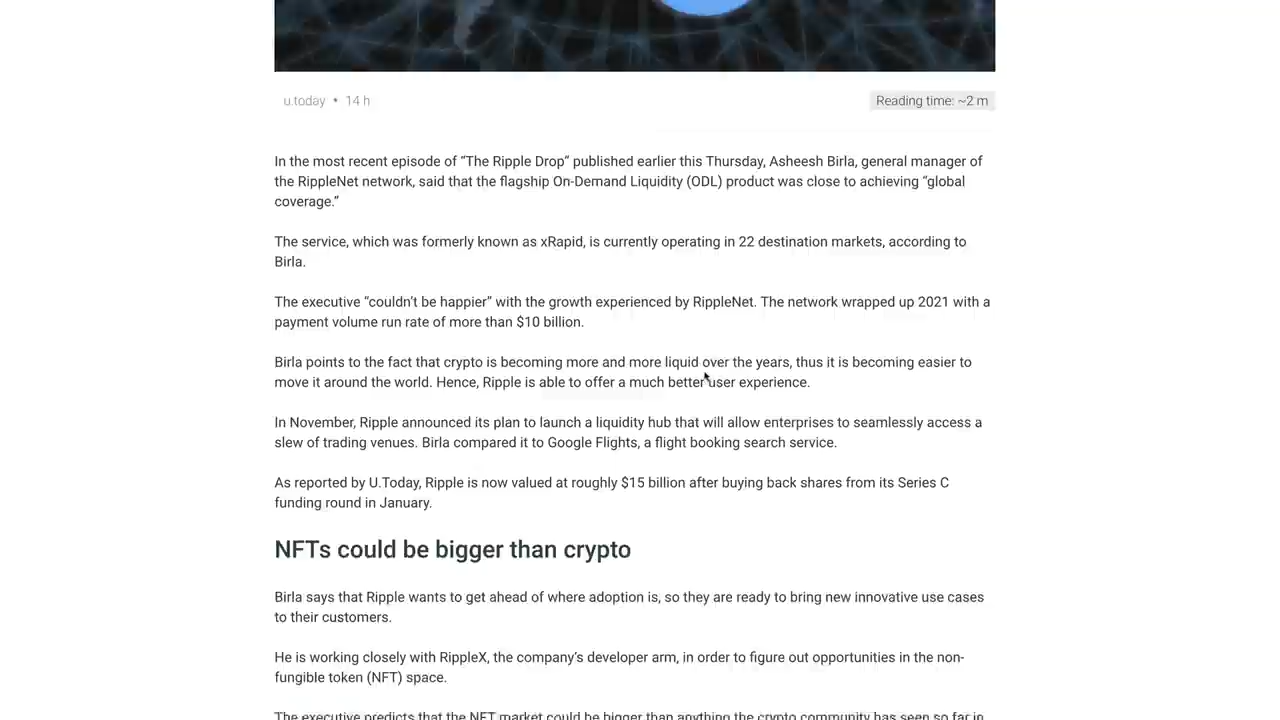 u.today • 14 h
Reading time: ~2 m
In the most recent episode of “The Ripple Drop” published earlier this Thursday, Asheesh Birla, general manager of
the RippleNet network, said that the flagship On-Demand Liquidity (ODL) product was close to achieving “global
coverage.”
The service, which was formerly known as xRapid, is currently operating in 22 destination markets, according to
Birla.
The executive “couldn’t be happier” with the growth experienced by RippleNet. The network wrapped up 2021 with a
payment volume run rate of more than $10 billion.
Birla points to the fact that crypto is becoming more and more liquid over the years, thus it is becoming easier to
move it around the world. Hence, Ripple is able to offer a much better user experience.
In November, Ripple announced its plan to launch a liquidity hub that will allow enterprises to seamlessly access a
slew of trading venues. Birla compared it to Google Flights, a flight booking search service.
As reported by U.Today, Ripple is now valued at roughly $15 billion after buying back shares from its Series C
funding round in January.
NFTs could be bigger than crypto
Birla says that Ripple wants to get ahead of where adoption is, so they are ready to bring new innovative use cases
to their customers.
He is working closely with RippleX, the company’s developer arm, in order to figure out opportunities in the non-
fungible token (NFT) space.
The executive predicts that the NFT market could be bigger than anything the crypto community has seen so far in